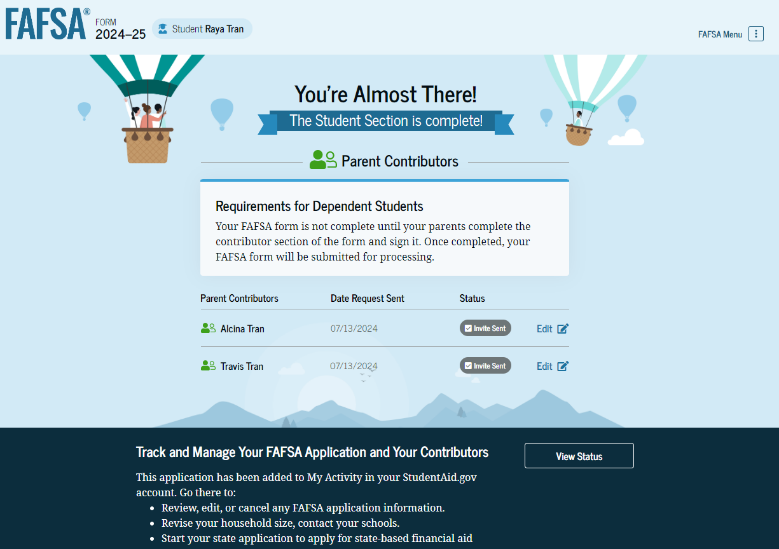 FAFSA®
FORM
2024–25
Student Raya Tran
FAFSA Menu
You're Almost There!
The Student Section is complete!
Parent Contributors
Requirements for Dependent Students
Your FAFSA form is not complete until your parents complete the
contributor section of the form and sign it. Once completed, your
FAFSA form will be submitted for processing.
Parent Contributors Date Request Sent Status
Alcina Tran 07/13/2024 Invite Sent Edit
Travis Tran 07/13/2024 Invite Sent Edit
Track and Manage Your FAFSA Application and Your Contributors
View Status
This application has been added to My Activity in your StudentAid.gov
account. Go there to:
• Review, edit, or cancel any FAFSA application information.
• Revise your household size, contact your schools.
• Start your state application to apply for state-based financial aid